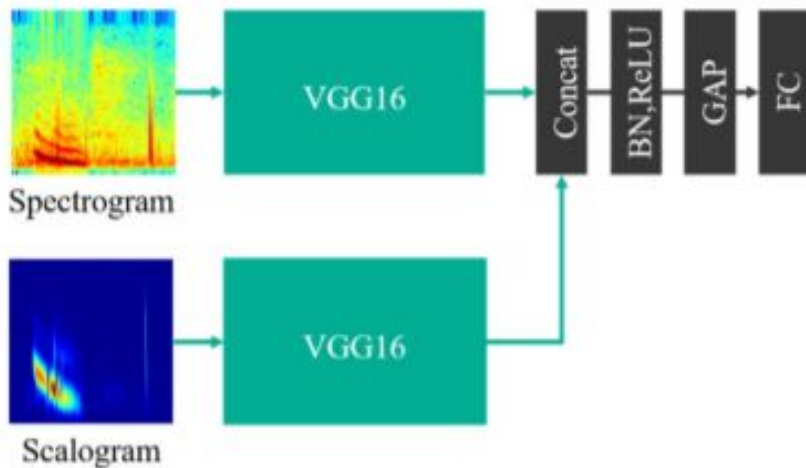 VGG16
Concat
BN,ReLU
GAP
FC
Spectrogram
VGG16
Scalogram